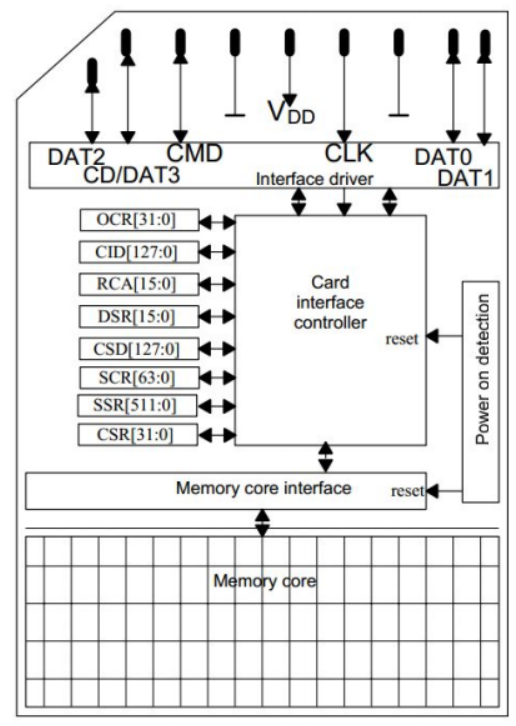 VDD
DAT2 CMD CLK DAT0
CD/DAT3 DAT1
Interface driver
OCR[31:0]
CID[127:0]
RCA[15:0]
DSR[15:0]
CSD[127:0]
SCR[63:0]
SSR[511:0]
CSR[31:0]
Card
interface
controller
reset
Power on detection
Memory core interface
reset
Memory core